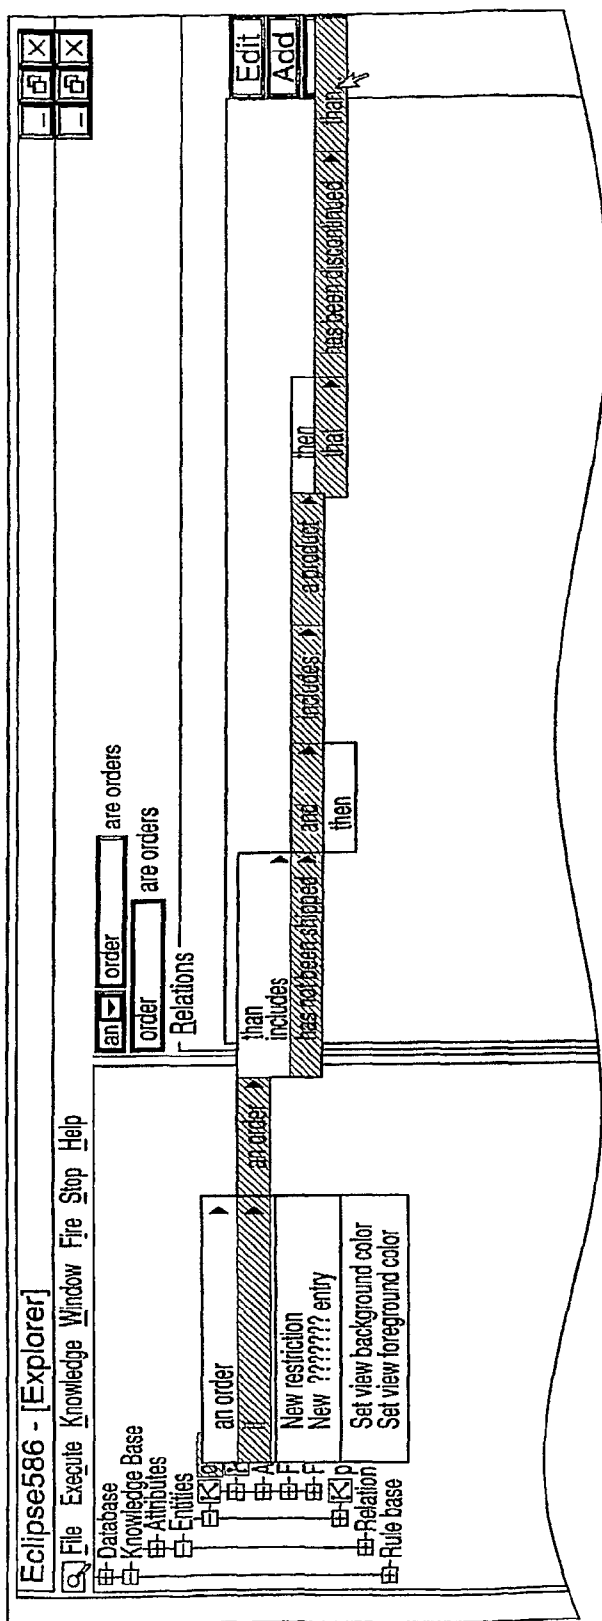 Eclipse586 - [Explorer]
File Execute Knowledge Window Fire Stop Help
Database
Knowledge Base
Attributes
Entities
K
A
F
F
K p
Relation
Rule base
an order
if
an order
New restriction
New ??????? entry
Set view background color
Set view foreground color
than
includes
has not been shipped
and
then
includes
a product
then
that
has been discontinued
than
an order are orders
order are orders
Relations
Edit
Add